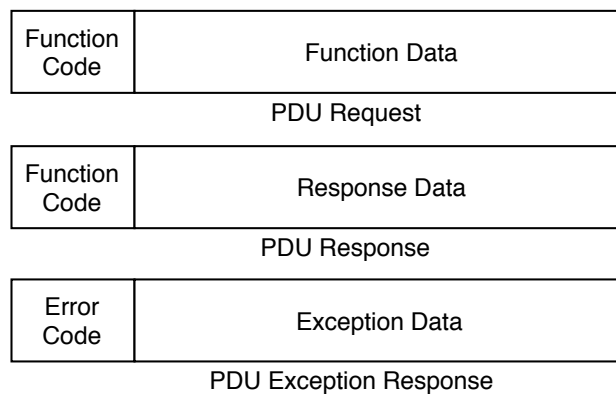 Function
Code
Function Data
PDU Request
Function
Code
Response Data
PDU Response
Error
Code
Exception Data
PDU Exception Response